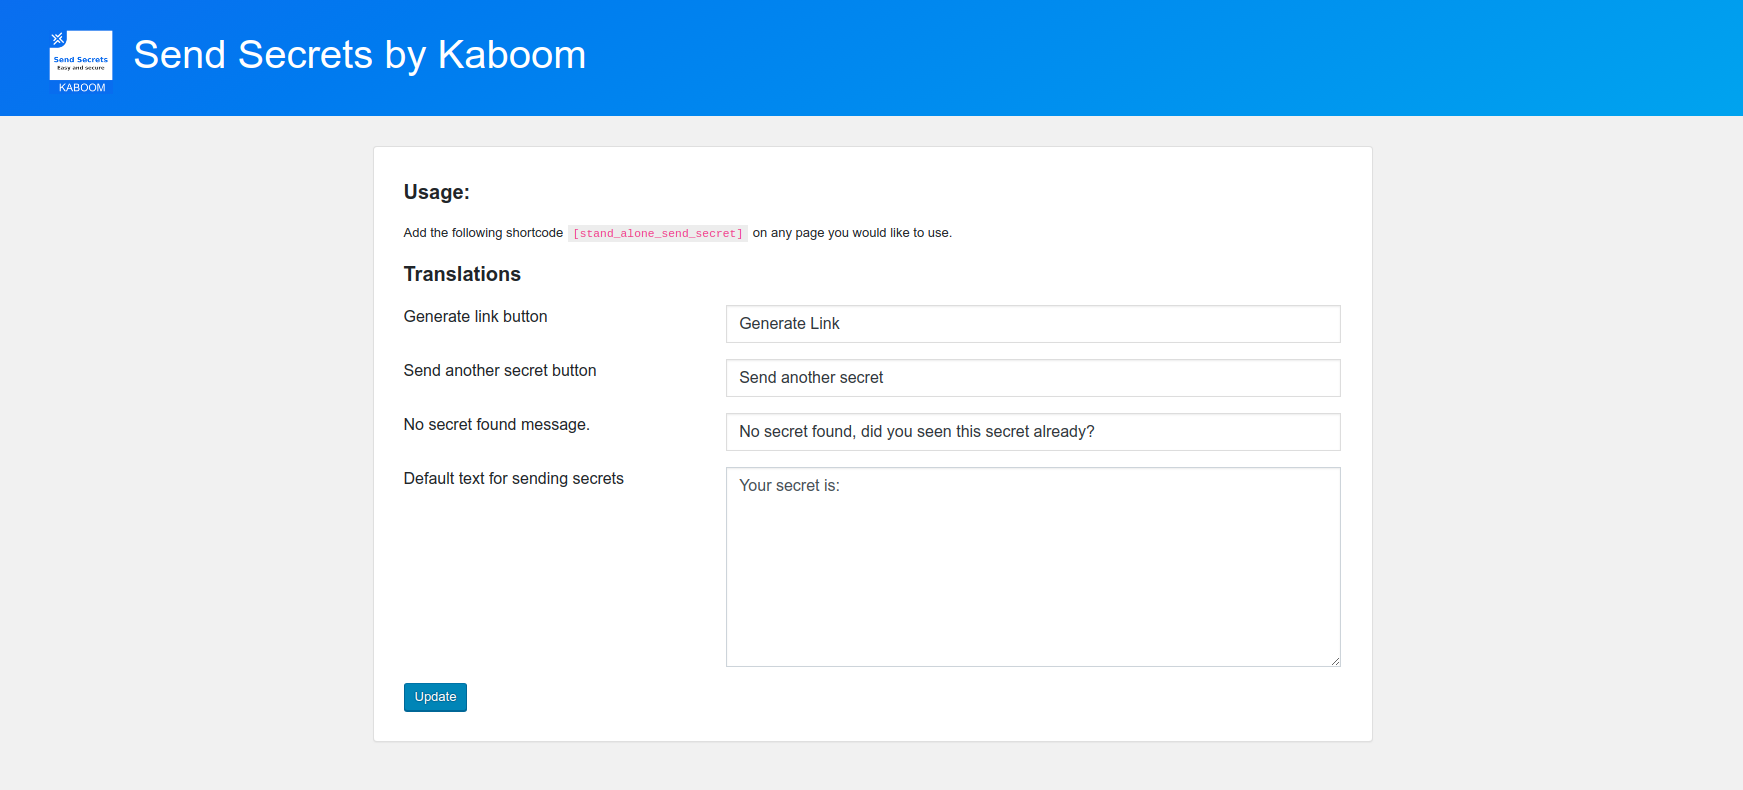 Send Secrets
Easy and secure
KABOOM
Send Secrets by Kaboom
Usage:
Add the following shortcode [stand_alone_send_secret] on any page you would like to use.
Translations
Generate link button
Generate Link
Send another secret button
Send another secret
No secret found message.
No secret found, did you seen this secret already?
Default text for sending secrets
Your secret is:
Update